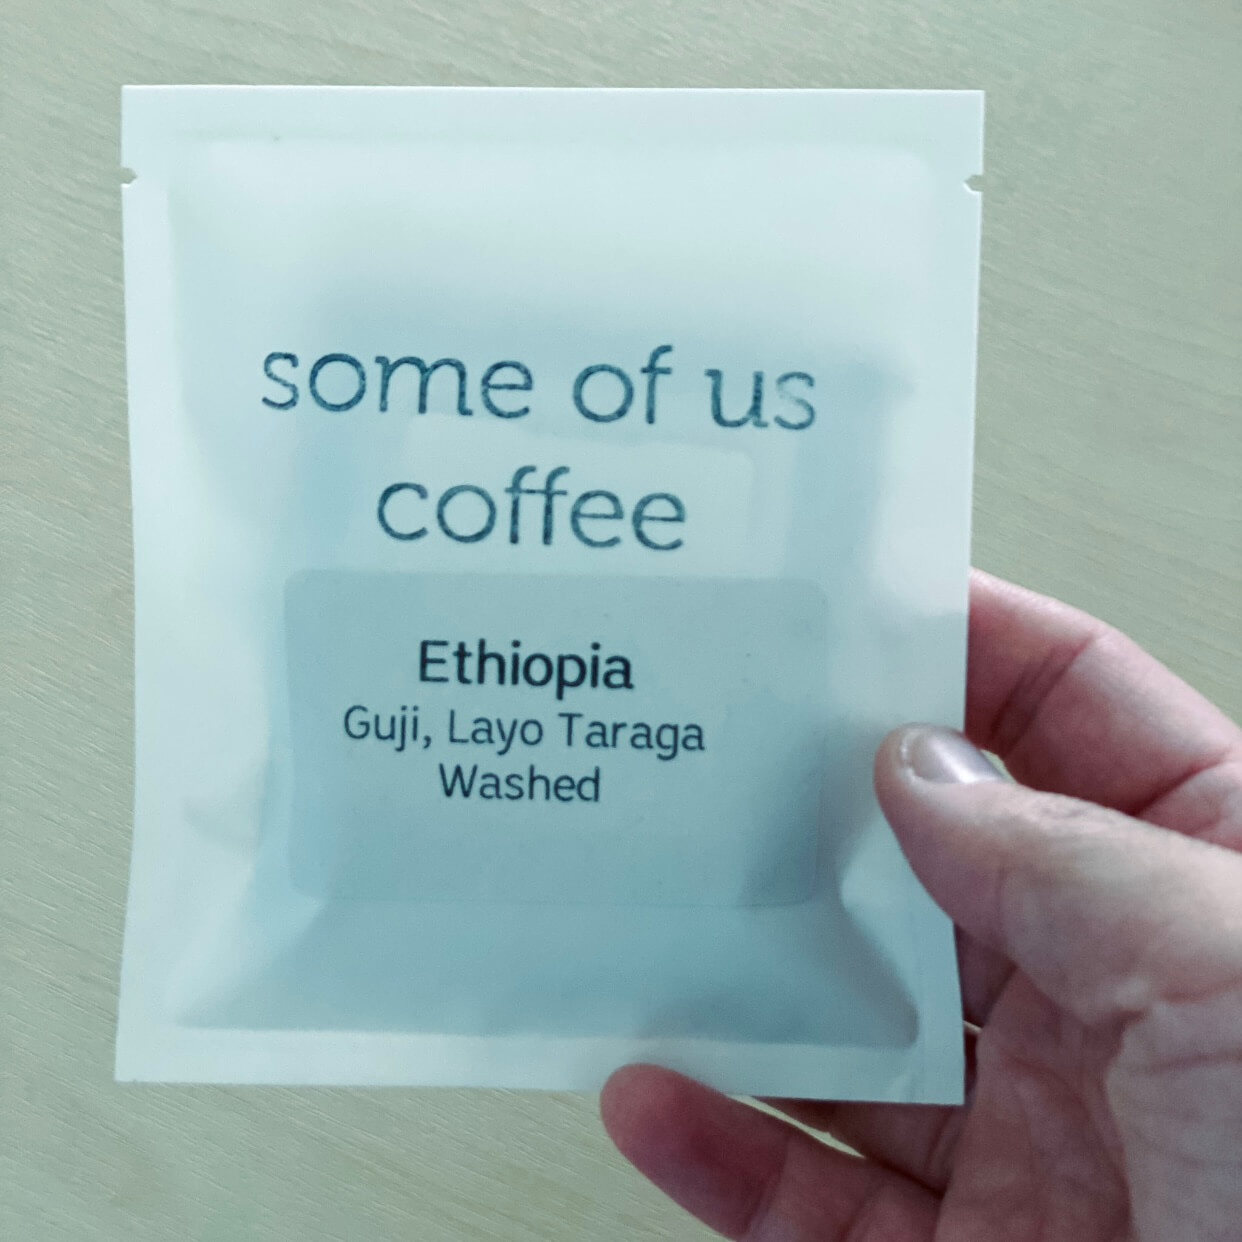 some of us
coffee
Ethiopia
Guji, Layo Taraga
Washed